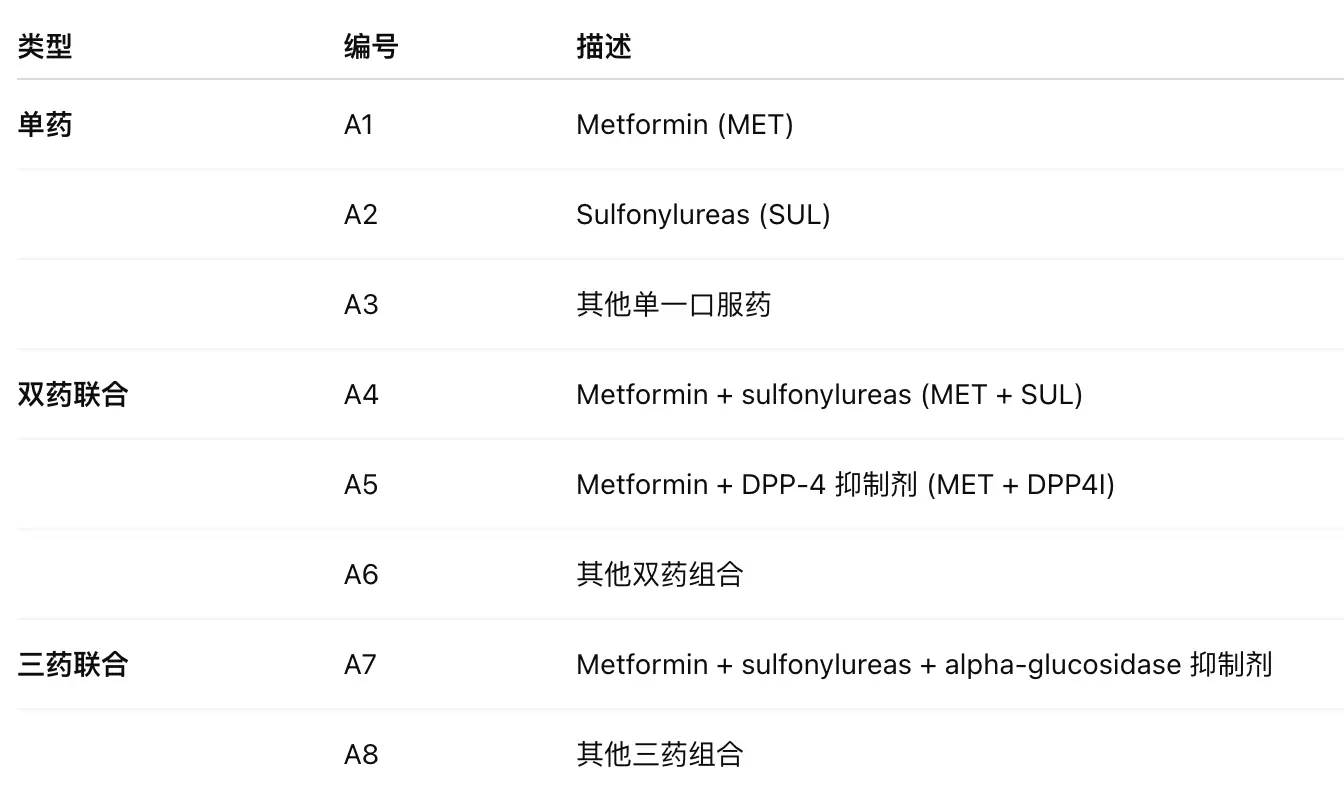 类型 编号 描述
单药 A1 Metformin (MET)
A2 Sulfonylureas (SUL)
A3 其他单一口服药
双药联合 A4 Metformin + sulfonylureas (MET + SUL)
A5 Metformin + DPP-4 抑制剂 (MET + DPP4I)
A6 其他双药组合
三药联合 A7 Metformin + sulfonylureas + alpha-glucosidase 抑制剂
A8 其他三药组合